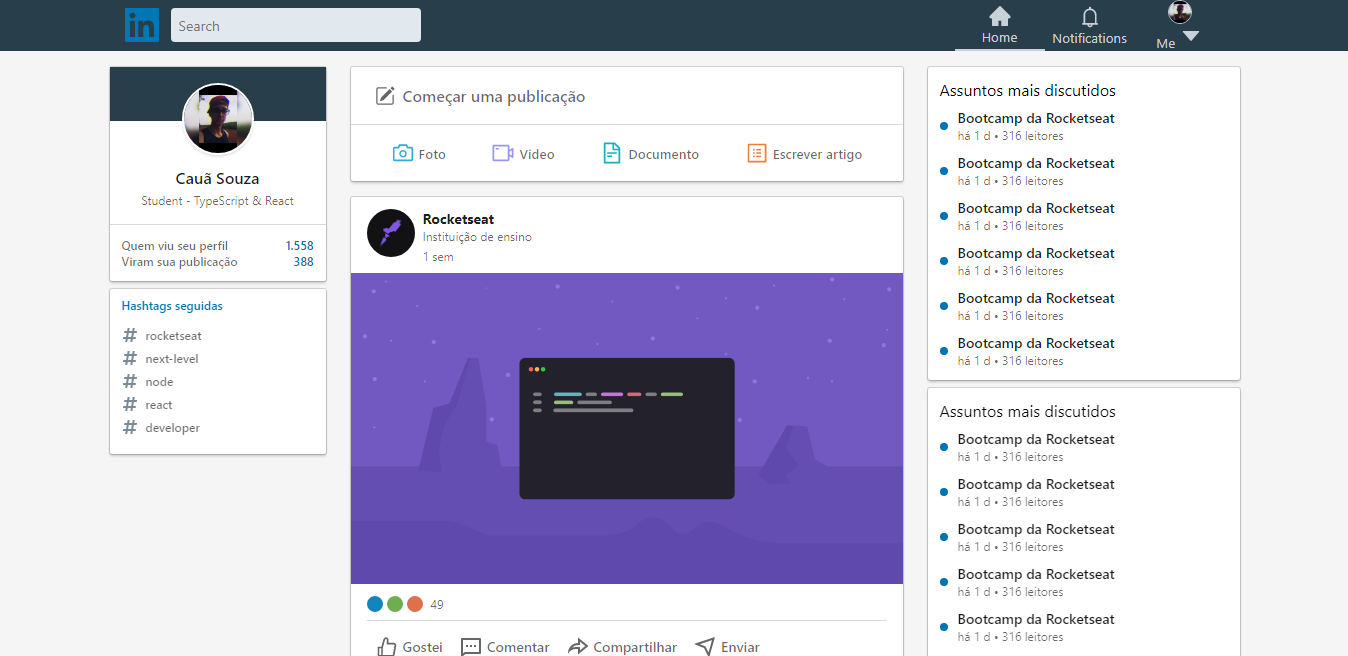 in
Search
Home
Notifications
Me
Cauã Souza
Student - TypeScript & React
Quem viu seu perfil 1.558
Viram sua publicação 388
Hashtags seguidas
# rocketseat
# next-level
# node
# react
# developer
Começar uma publicação
Foto
Video
Documento
Escrever artigo
Rocketseat
Instituição de ensino
1 sem
49
Gostei
Comentar
Compartilhar
Enviar
Assuntos mais discutidos
Bootcamp da Rocketseat
há 1 d • 316 leitores
Bootcamp da Rocketseat
há 1 d • 316 leitores
Bootcamp da Rocketseat
há 1 d • 316 leitores
Bootcamp da Rocketseat
há 1 d • 316 leitores
Bootcamp da Rocketseat
há 1 d • 316 leitores
Bootcamp da Rocketseat
há 1 d • 316 leitores
Assuntos mais discutidos
Bootcamp da Rocketseat
há 1 d • 316 leitores
Bootcamp da Rocketseat
há 1 d • 316 leitores
Bootcamp da Rocketseat
há 1 d • 316 leitores
Bootcamp da Rocketseat
há 1 d • 316 leitores
Bootcamp da Rocketseat
há 1 d • 316 leitores